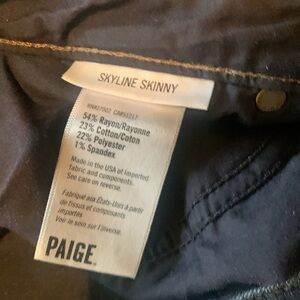 SKYLINE SKINNY
54% Rayon/Rayonne
23% Cotton/Coton
22% Polyester
1% Spandex
Made in the USA of imported
fabric and components.
See care on reverse.
Fabriqué aux États-Unis à partir
de tissus et composants
importés
Voir le soin sur l'inverse.
PAIGE